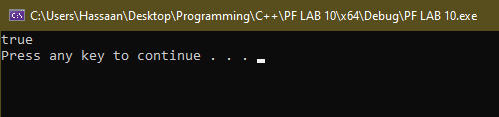 C:\Users\Hassaan\Desktop\Programming\C++\PF LAB 10\x64\Debug\PF LAB 10.exe
true
Press any key to continue . . .